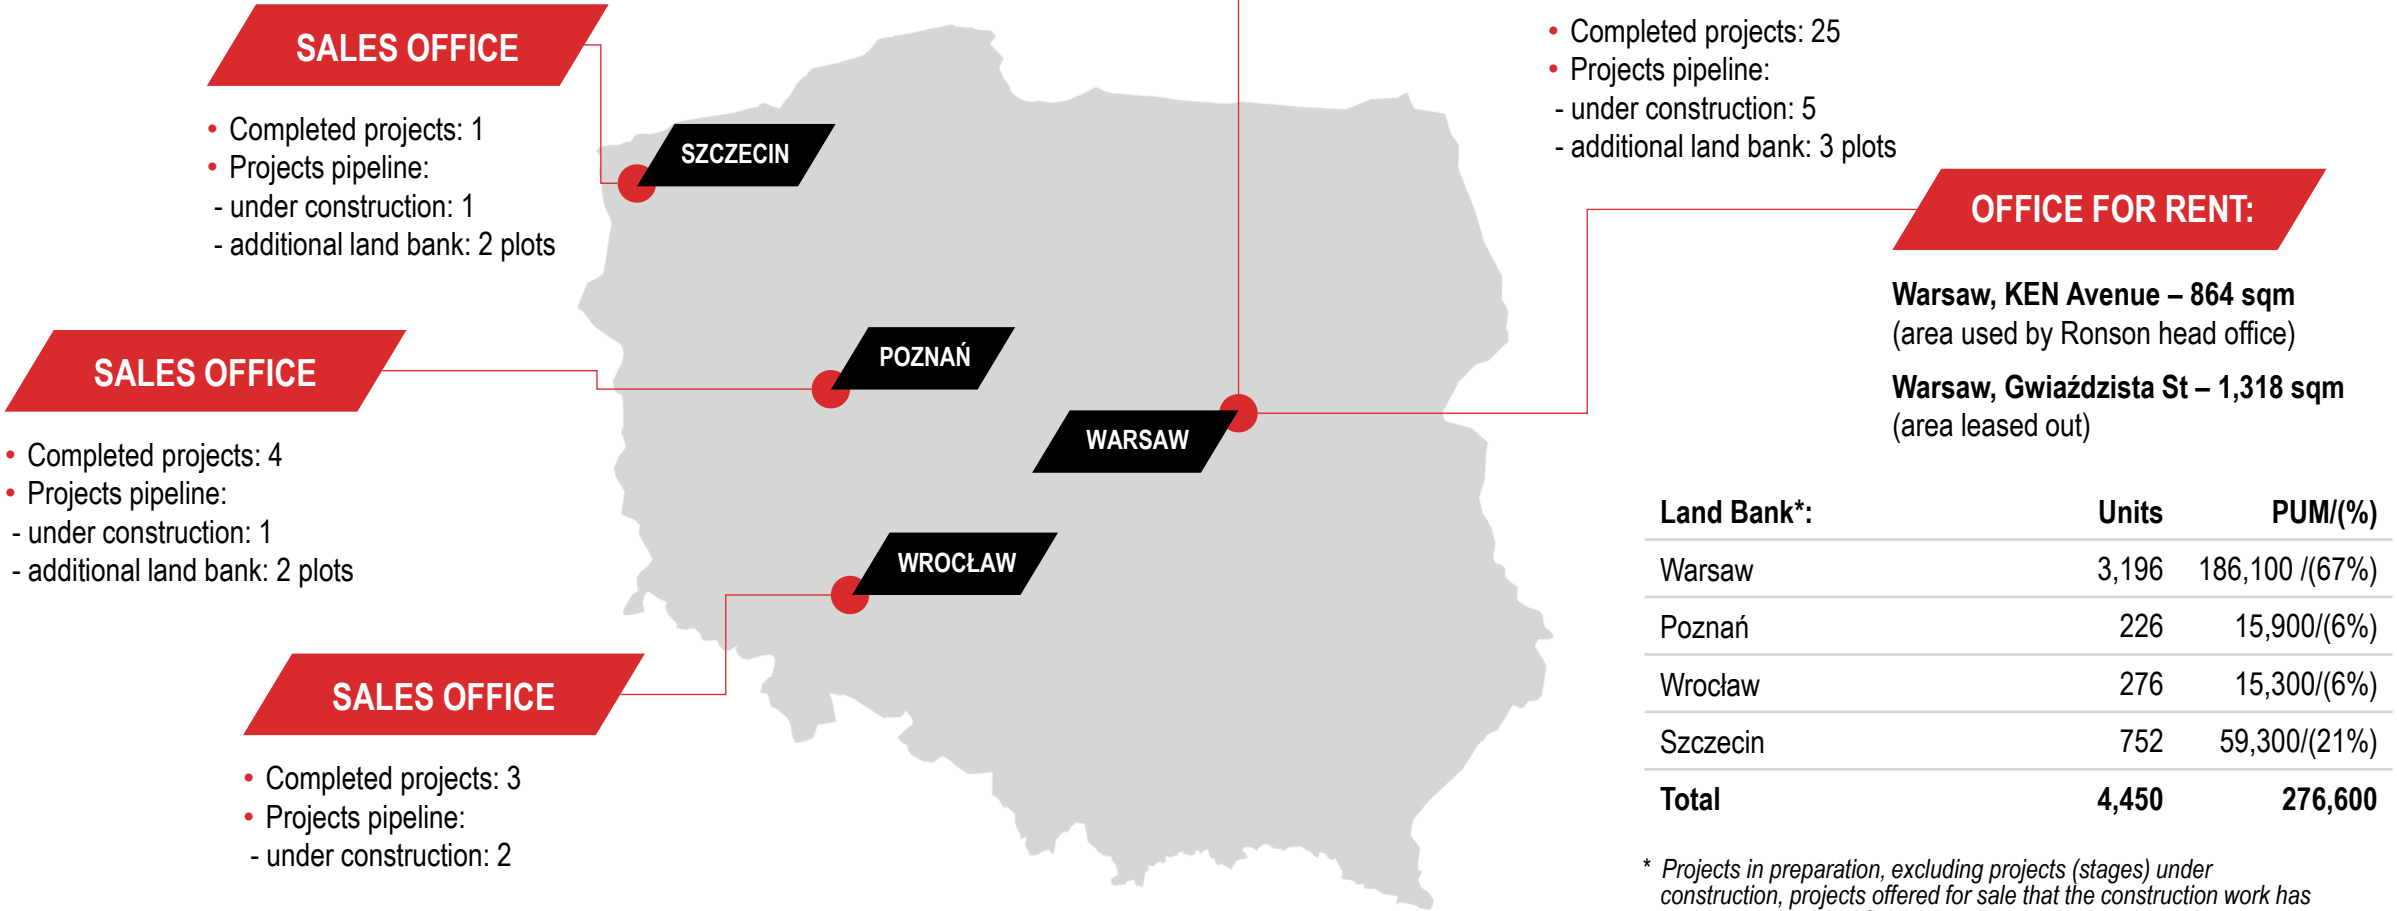 SALES OFFICE
• Completed projects: 1
• Projects pipeline:
- under construction: 1
- additional land bank: 2 plots
SALES OFFICE
• Completed projects: 4
• Projects pipeline:
- under construction: 1
- additional land bank: 2 plots
SALES OFFICE
• Completed projects: 3
• Projects pipeline:
- under construction: 2
SZCZECIN
POZNAŃ
WARSAW
WROCŁAW
• Completed projects: 25
• Projects pipeline:
- under construction: 5
- additional land bank: 3 plots
OFFICE FOR RENT:
Warsaw, KEN Avenue – 864 sqm
(area used by Ronson head office)
Warsaw, Gwiaździsta St – 1,318 sqm
(area leased out)
Land Bank*: Units PUM/(%)
Warsaw 3,196 186,100 /(67%)
Poznań 226 15,900/(6%)
Wrocław 276 15,300/(6%)
Szczecin 752 59,300/(21%)
Total 4,450 276,600
* Projects in preparation, excluding projects (stages) under
construction, projects offered for sale that the construction work has